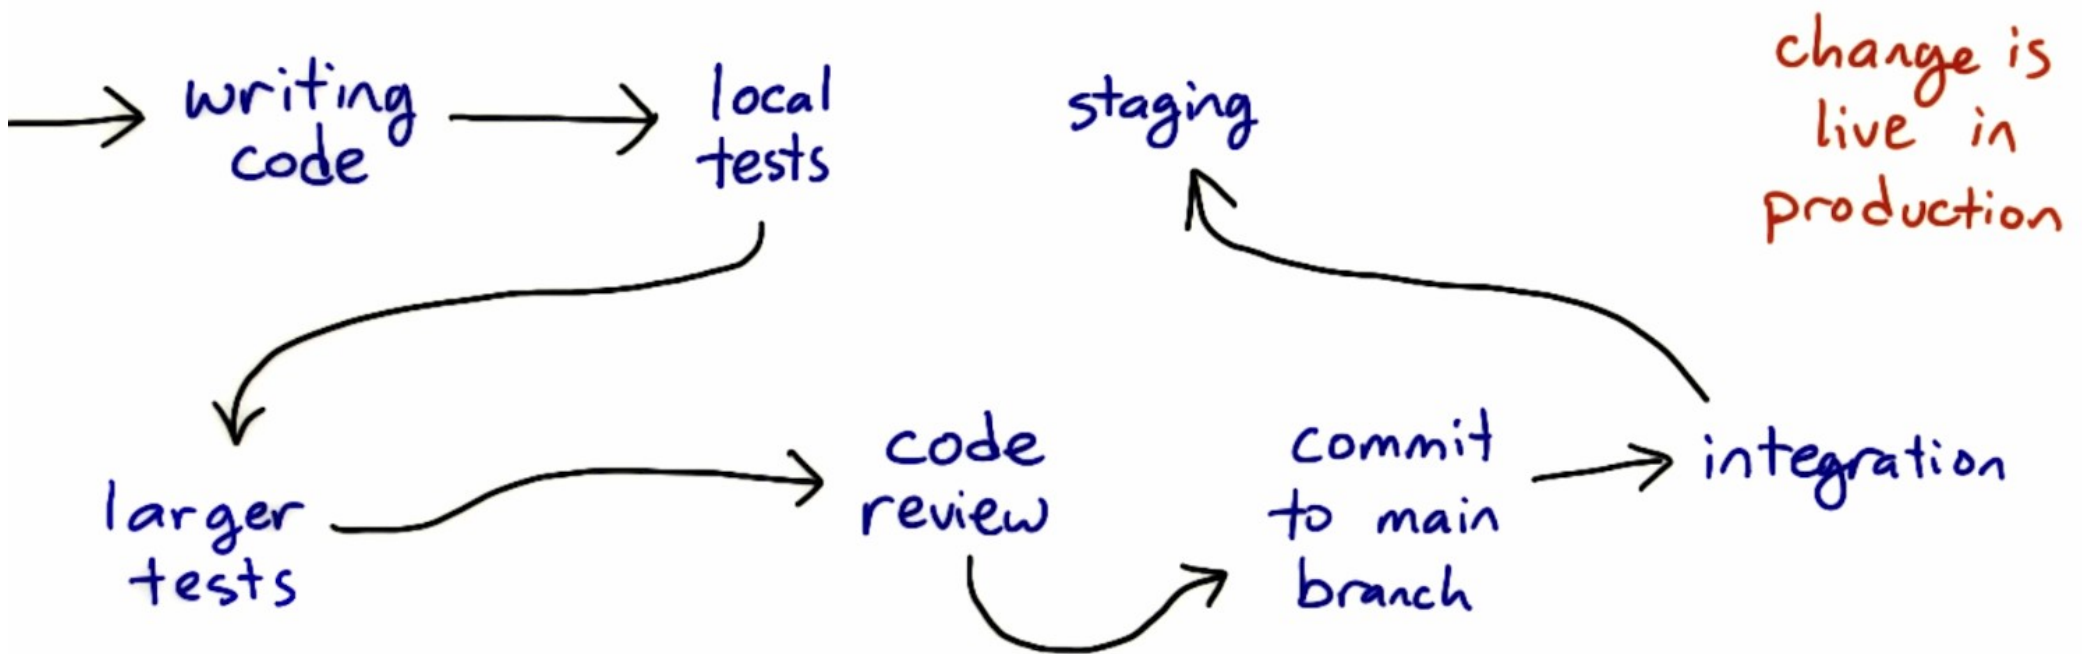 writing
code
local
tests
larger
tests
code
review
commit
to main
branch
integration
staging
change is
live in
production